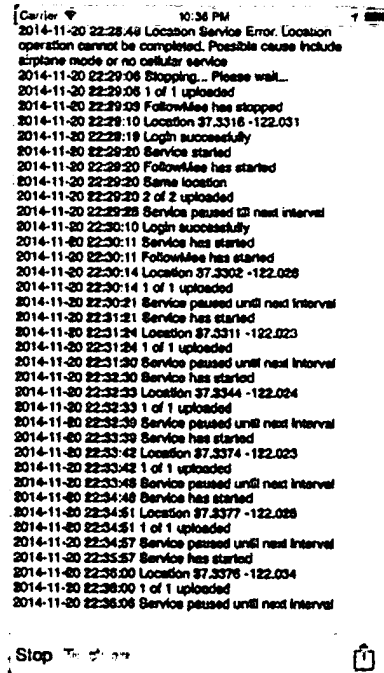 Carrier 10:36 PM
2014-11-20 22:28:48 Location Service Error. Location
operation cannot be completed. Possible cause include
airplane mode or no cellular service
2014-11-20 22:29:06 Stopping... Please wait...
2014-11-20 22:29:06 1 of 1 uploaded
2014-11-20 22:29:09 FollowMee has stopped
2014-11-20 22:29:10 Location 37.3316 -122.031
2014-11-20 22:29:19 Login successfully
2014-11-20 22:29:20 Service started
2014-11-20 22:29:20 FollowMee has started
2014-11-20 22:29:20 Same location
2014-11-20 22:29:20 2 of 2 uploaded
2014-11-20 22:29:26 Service paused till next interval
2014-11-20 22:30:10 Login successfully
2014-11-20 22:30:11 Service has started
2014-11-20 22:30:11 FollowMee has started
2014-11-20 22:30:14 Location 37.3302 -122.026
2014-11-20 22:30:14 1 of 1 uploaded
2014-11-20 22:30:21 Service paused until next interval
2014-11-20 22:31:21 Service has started
2014-11-20 22:31:24 Location 37.3311 -122.023
2014-11-20 22:31:24 1 of 1 uploaded
2014-11-20 22:31:30 Service paused until next interval
2014-11-20 22:32:30 Service has started
2014-11-20 22:32:33 Location 37.3344 -122.024
2014-11-20 22:32:33 1 of 1 uploaded
2014-11-20 22:32:39 Service paused until next interval
2014-11-20 22:33:39 Service has started
2014-11-20 22:33:42 Location 37.3374 -122.023
2014-11-20 22:33:42 1 of 1 uploaded
2014-11-20 22:33:48 Service paused until next interval
2014-11-20 22:34:48 Service has started
2014-11-20 22:34:51 Location 37.3377 -122.028
2014-11-20 22:34:51 1 of 1 uploaded
2014-11-20 22:34:57 Service paused until next interval
2014-11-20 22:35:57 Service has started
2014-11-20 22:36:00 Location 37.3376 -122.034
2014-11-20 22:36:00 1 of 1 uploaded
2014-11-20 22:36:06 Service paused until next interval
Stop